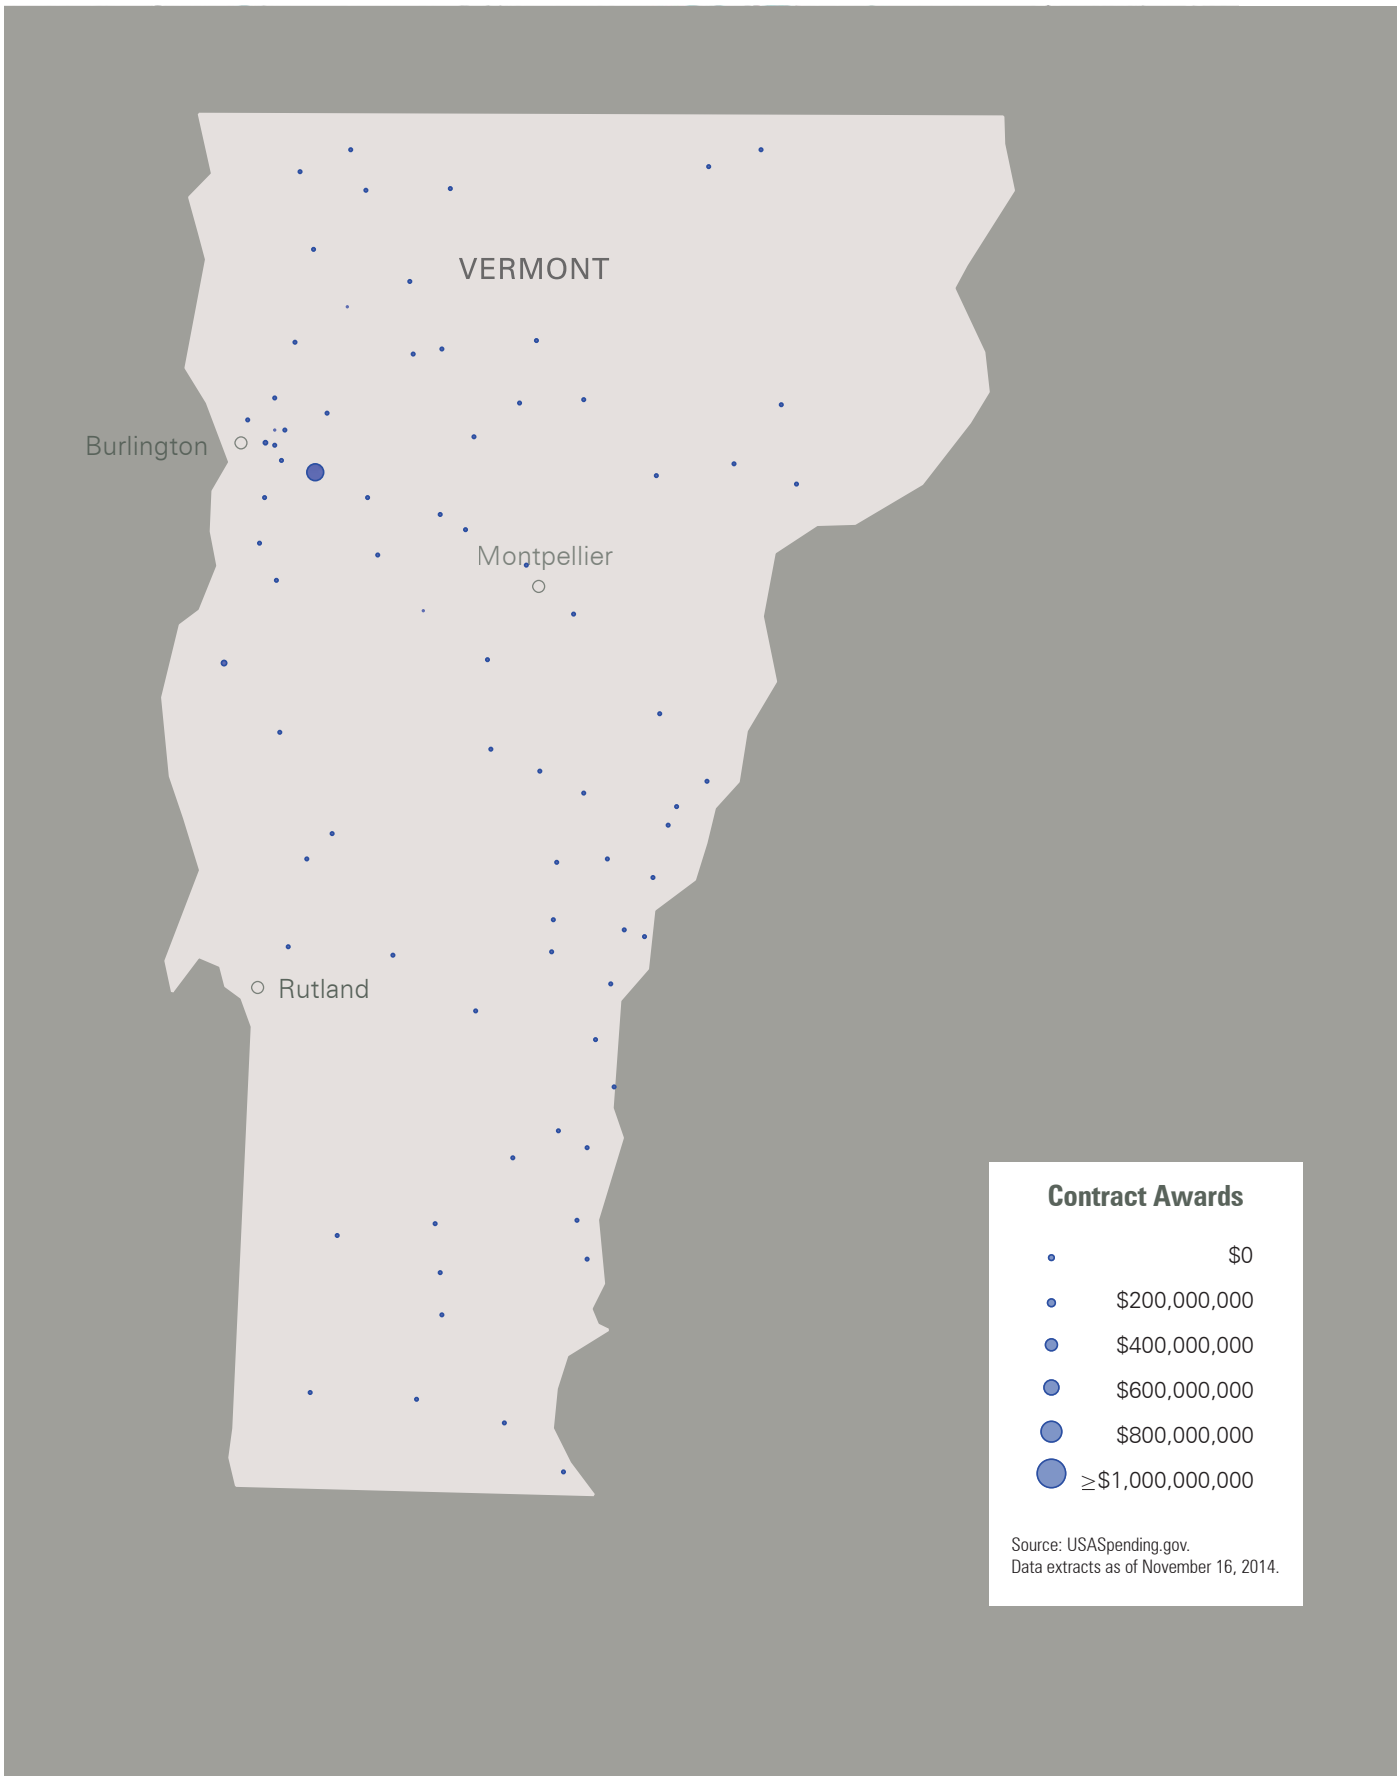 VERMONT
Burlington
Montpellier
Rutland
Contract Awards
$0
$200,000,000
$400,000,000
$600,000,000
$800,000,000
≥$1,000,000,000
Source: USASpending.gov.
Data extracts as of November 16, 2014.